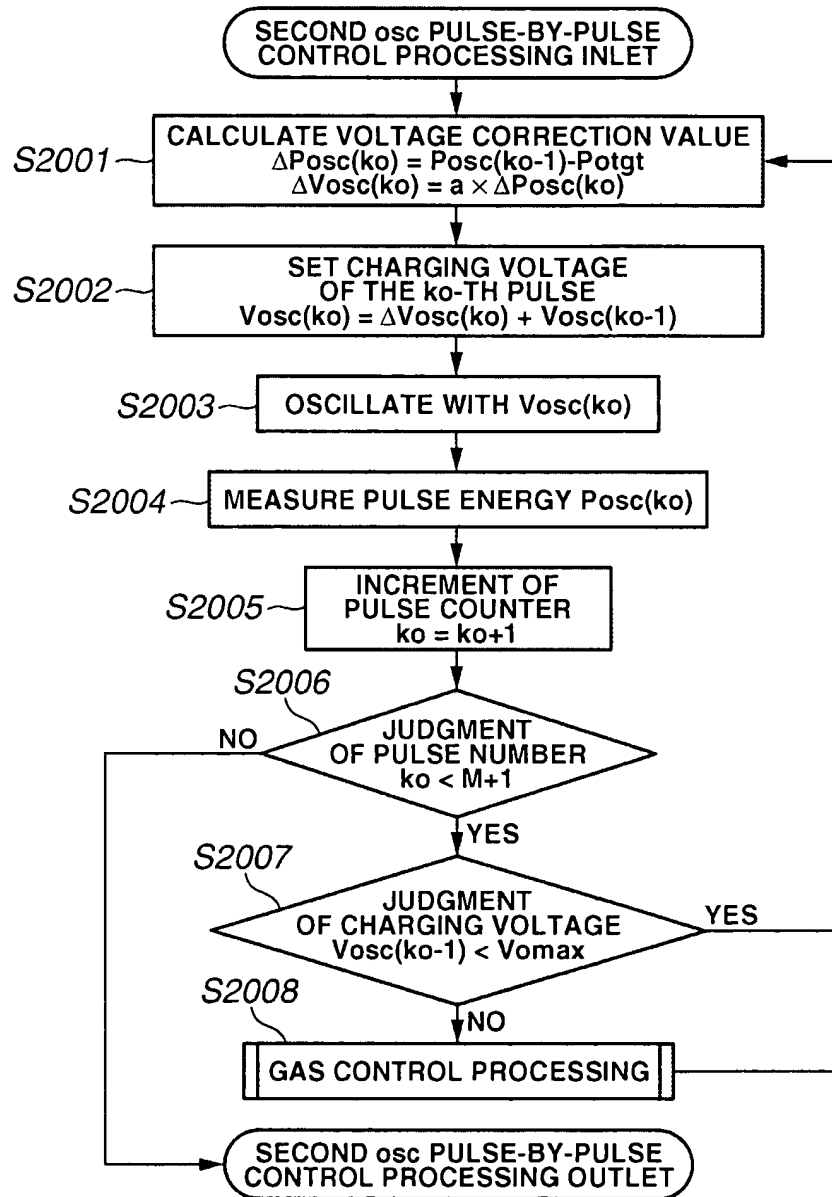 SECOND osc PULSE-BY-PULSE
CONTROL PROCESSING INLET
S2001
CALCULATE VOLTAGE CORRECTION VALUE
ΔPosc(ko) = Posc(ko-1)-Potgt
ΔVosc(ko) = a × ΔPosc(ko)
S2002
SET CHARGING VOLTAGE
OF THE ko-TH PULSE
Vosc(ko) = ΔVosc(ko) + Vosc(ko-1)
S2003
OSCILLATE WITH Vosc(ko)
S2004
MEASURE PULSE ENERGY Posc(ko)
S2005
INCREMENT OF
PULSE COUNTER
ko = ko+1
S2006
NO
JUDGMENT
OF PULSE NUMBER
ko < M+1
YES
S2007
JUDGMENT
OF CHARGING VOLTAGE
Vosc(ko-1) < Vomax
YES
NO
S2008
GAS CONTROL PROCESSING
SECOND osc PULSE-BY-PULSE
CONTROL PROCESSING OUTLET